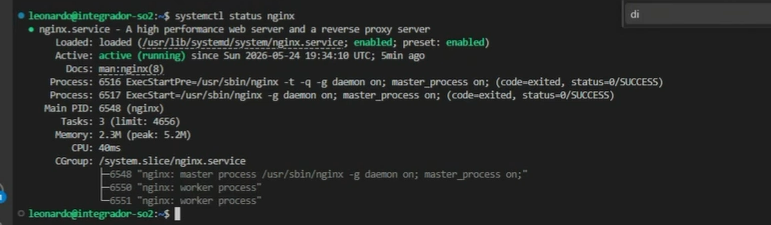 leonardo@integrador-so2:~$ systemctl status nginx
di
● nginx.service - A high performance web server and a reverse proxy server
Loaded: loaded (/usr/lib/systemd/system/nginx.service; enabled; preset: enabled)
Active: active (running) since Sun 2026-05-24 19:34:10 UTC; 5min ago
Docs: man:nginx(8)
Process: 6516 ExecStartPre=/usr/sbin/nginx -t -q -g daemon on; master_process on; (code=exited, status=0/SUCCESS)
Process: 6517 ExecStart=/usr/sbin/nginx -g daemon on; master_process on; (code=exited, status=0/SUCCESS)
Main PID: 6548 (nginx)
Tasks: 3 (limit: 4656)
Memory: 2.3M (peak: 5.2M)
CPU: 40ms
CGroup: /system.slice/nginx.service
├─6548 "nginx: master process /usr/sbin/nginx -g daemon on; master_process on;"
├─6550 "nginx: worker process"
└─6551 "nginx: worker process"
leonardo@integrador-so2:~$